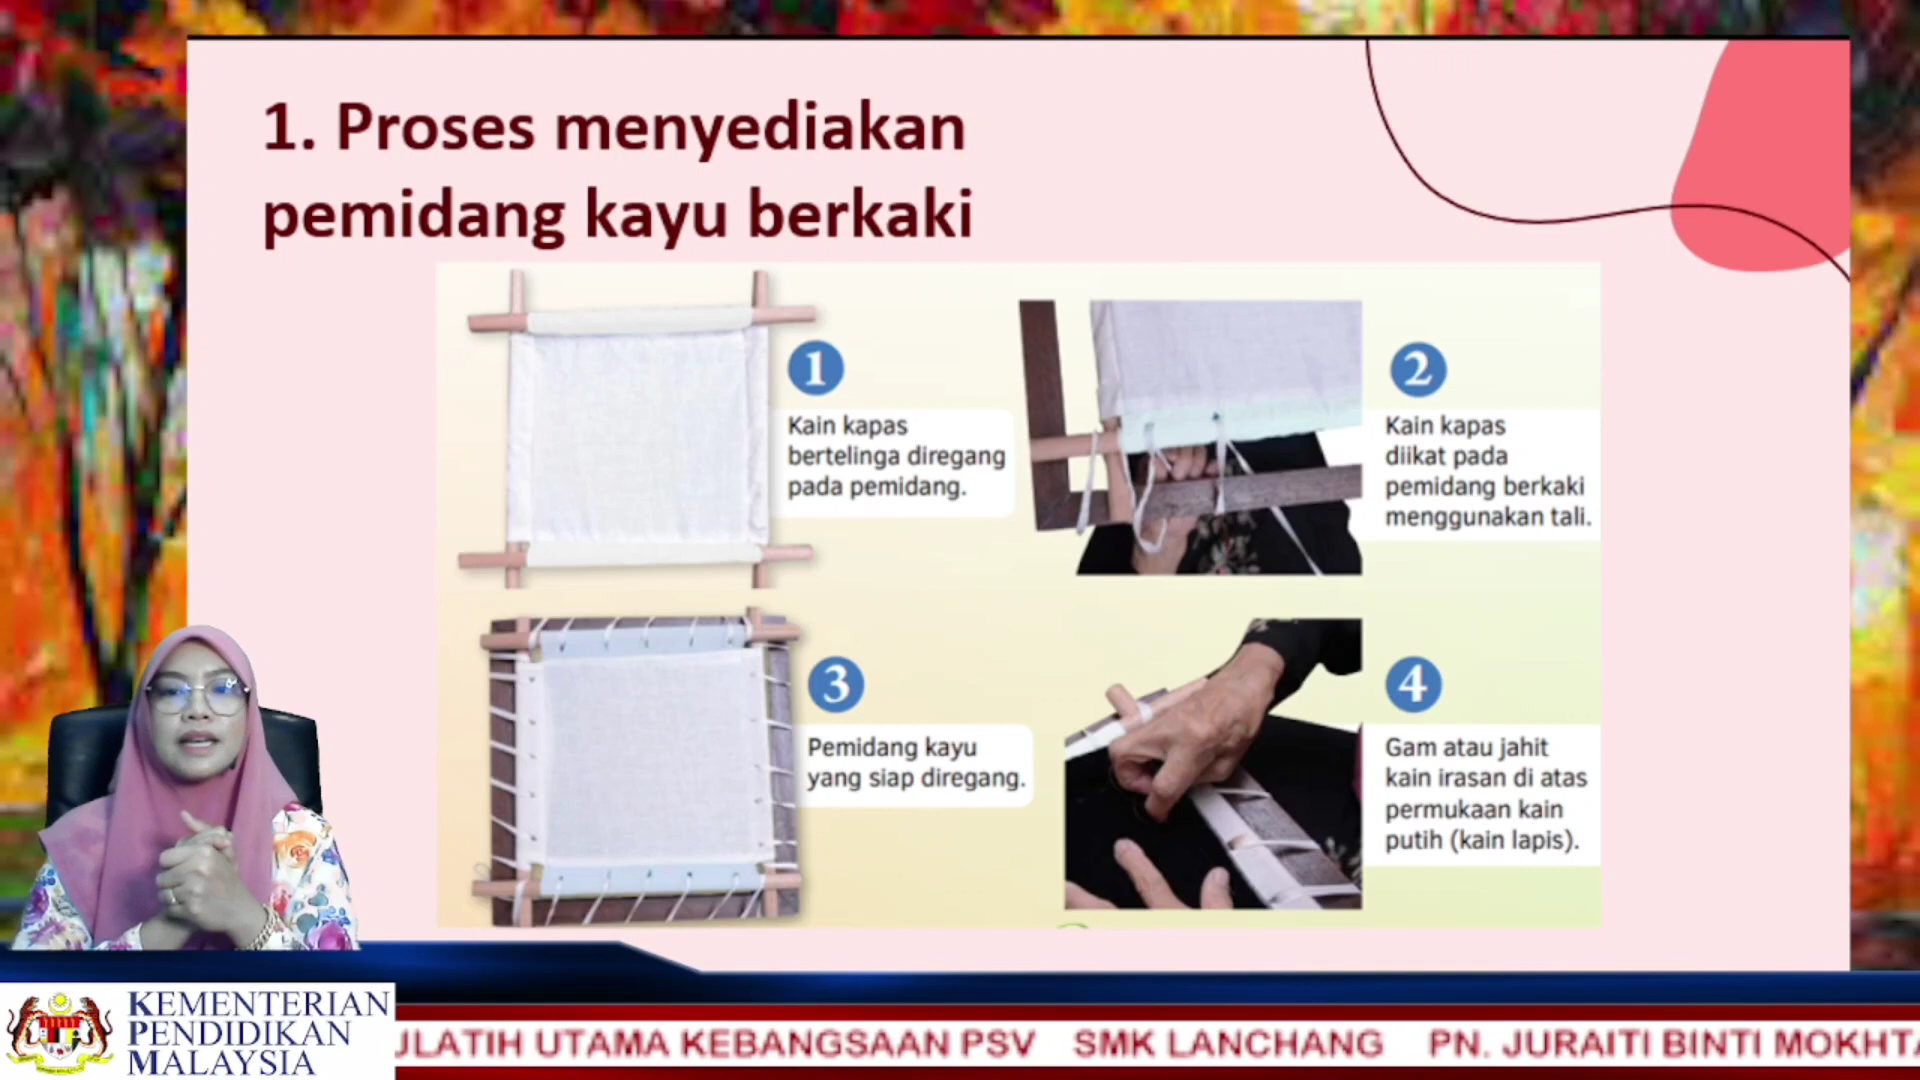 1. Proses menyediakan
pemidang kayu berkaki
1
Kain kapas
bertelinga diregang
pada pemidang.
2
Kain kapas
diikat pada
pemidang berkaki
menggunakan tali.
3
Pemidang kayu
yang siap diregang.
4
Gam atau jahit
kain irasan di atas
permukaan kain
putih (kain lapis).
KEMENTERIAN
PENDIDIKAN
MALAYSIA
UTAMA KEBANGSAAN PSV SMK LANCHANG PN. JURAITI BINTI